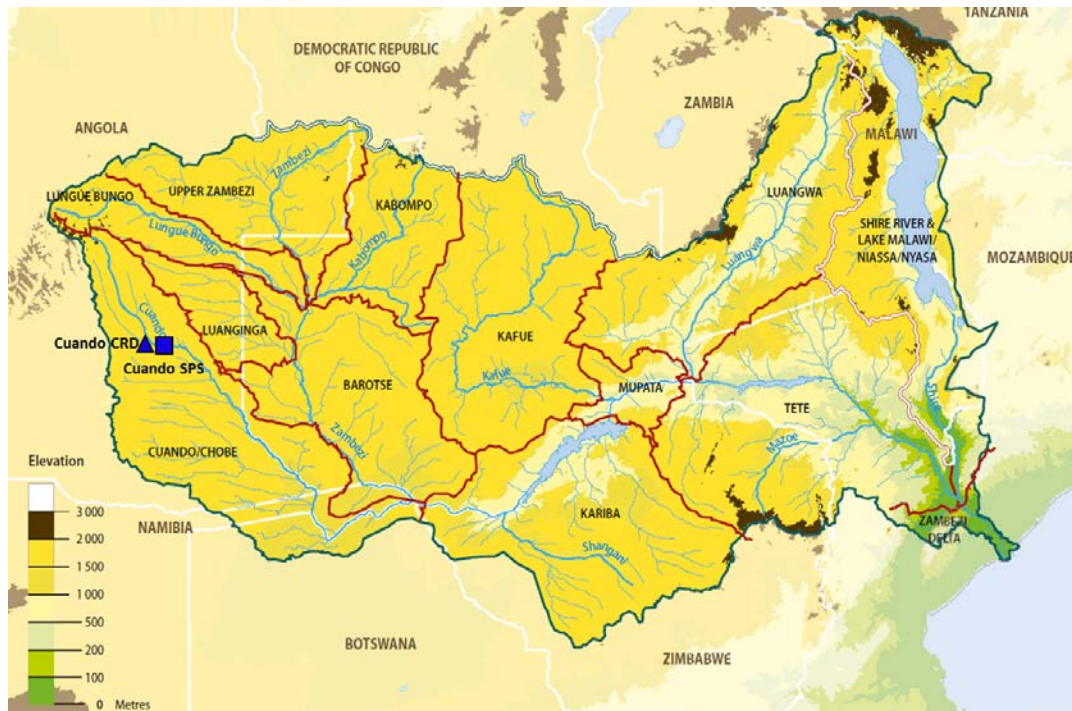 TANZANIA
DEMOCRATIC REPUBLIC
OF CONGO
ZAMBIA
ANGOLA
MALAWI
LUNGÚE BUNGO
UPPER ZAMBEZI
Zambezi
KABOMPO
LUANGWA
Lungue Bungo
Kabompo
Luangwa
SHIRE RIVER &
LAKE MALAWI/
NIASSA/NYASA
MOZAMBIQUE
Cuando
LUANGINGA
KAFUE
Cuando CRD
Cuando SPS
BAROTSE
Kafue
MUPATA
TETE
Shire
Zambezi
Mazoe
CUANDO/CHOBE
Elevation
KARIBA
3 000
2 000
1 500
1 000
500
200
100
0 Metres
NAMIBIA
ZAMBEZI
DELTA
Shangani
BOTSWANA
ZIMBABWE